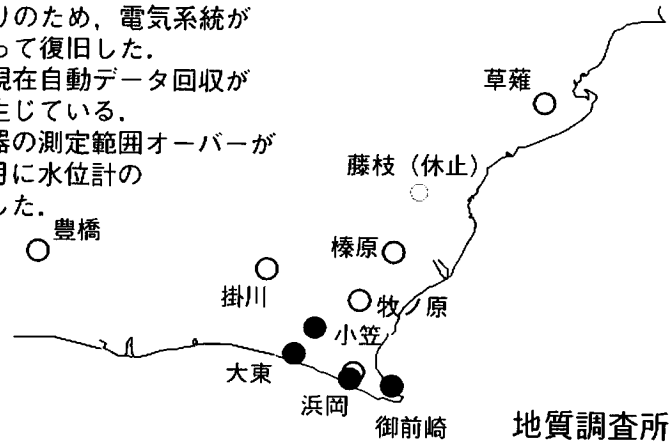 りのため，電気系統が
って復旧した．
現在自動データ回収が
生じている．
器の測定範囲オーバーが
月に水位計の
した．
草薙
藤枝（休止）
豊橋
榛原
掛川
牧ノ原
小笠
大東
浜岡
御前崎
地質調査所